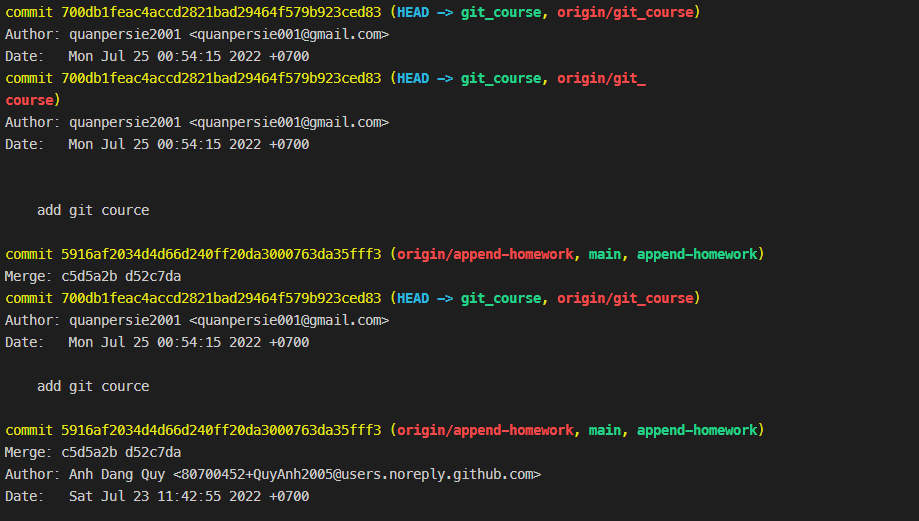 commit 700db1feac4accd2821bad29464f579b923ced83 (HEAD -> git_course, origin/git_course)
Author: quanpersie2001 <quanpersie001@gmail.com>
Date:   Mon Jul 25 00:54:15 2022 +0700
commit 700db1feac4accd2821bad29464f579b923ced83 (HEAD -> git_course, origin/git_
course)
Author: quanpersie2001 <quanpersie001@gmail.com>
Date:   Mon Jul 25 00:54:15 2022 +0700
    add git cource
commit 5916af2034d4d66d240ff20da3000763da35fff3 (origin/append-homework, main, append-homework)
Merge: c5d5a2b d52c7da
commit 700db1feac4accd2821bad29464f579b923ced83 (HEAD -> git_course, origin/git_course)
Author: quanpersie2001 <quanpersie001@gmail.com>
Date:   Mon Jul 25 00:54:15 2022 +0700
    add git cource
commit 5916af2034d4d66d240ff20da3000763da35fff3 (origin/append-homework, main, append-homework)
Merge: c5d5a2b d52c7da
Author: Anh Dang Quy <80700452+QuyAnh2005@users.noreply.github.com>
Date:   Sat Jul 23 11:42:55 2022 +0700